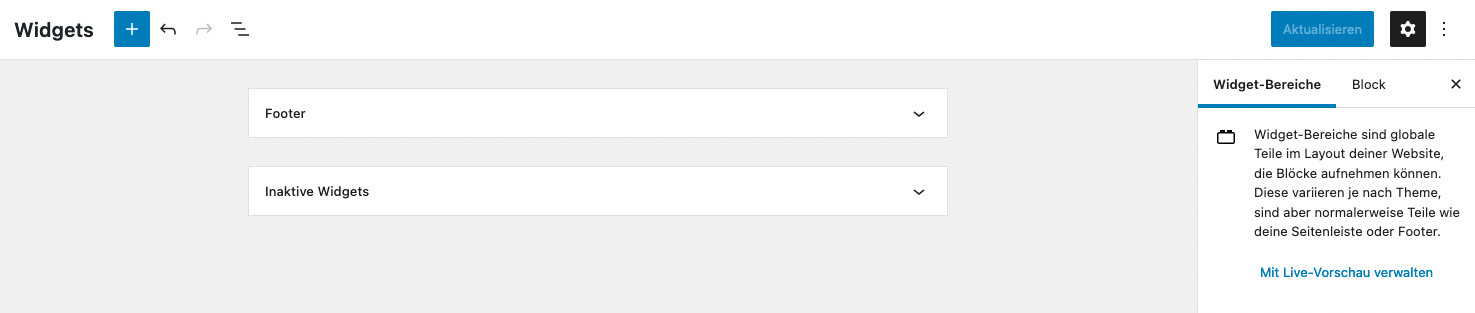 Widgets
Aktualisieren
Footer
Inaktive Widgets
Widget-Bereiche
Block
Widget-Bereiche sind globale
Teile im Layout deiner Website,
die Blöcke aufnehmen können.
Diese variieren je nach Theme,
sind aber normalerweise Teile wie
deine Seitenleiste oder Footer.
Mit Live-Vorschau verwalten